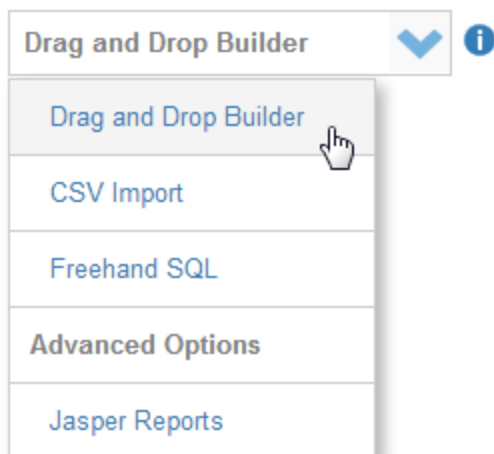 Drag and Drop Builder
Drag and Drop Builder
CSV Import
Freehand SQL
Advanced Options
Jasper Reports